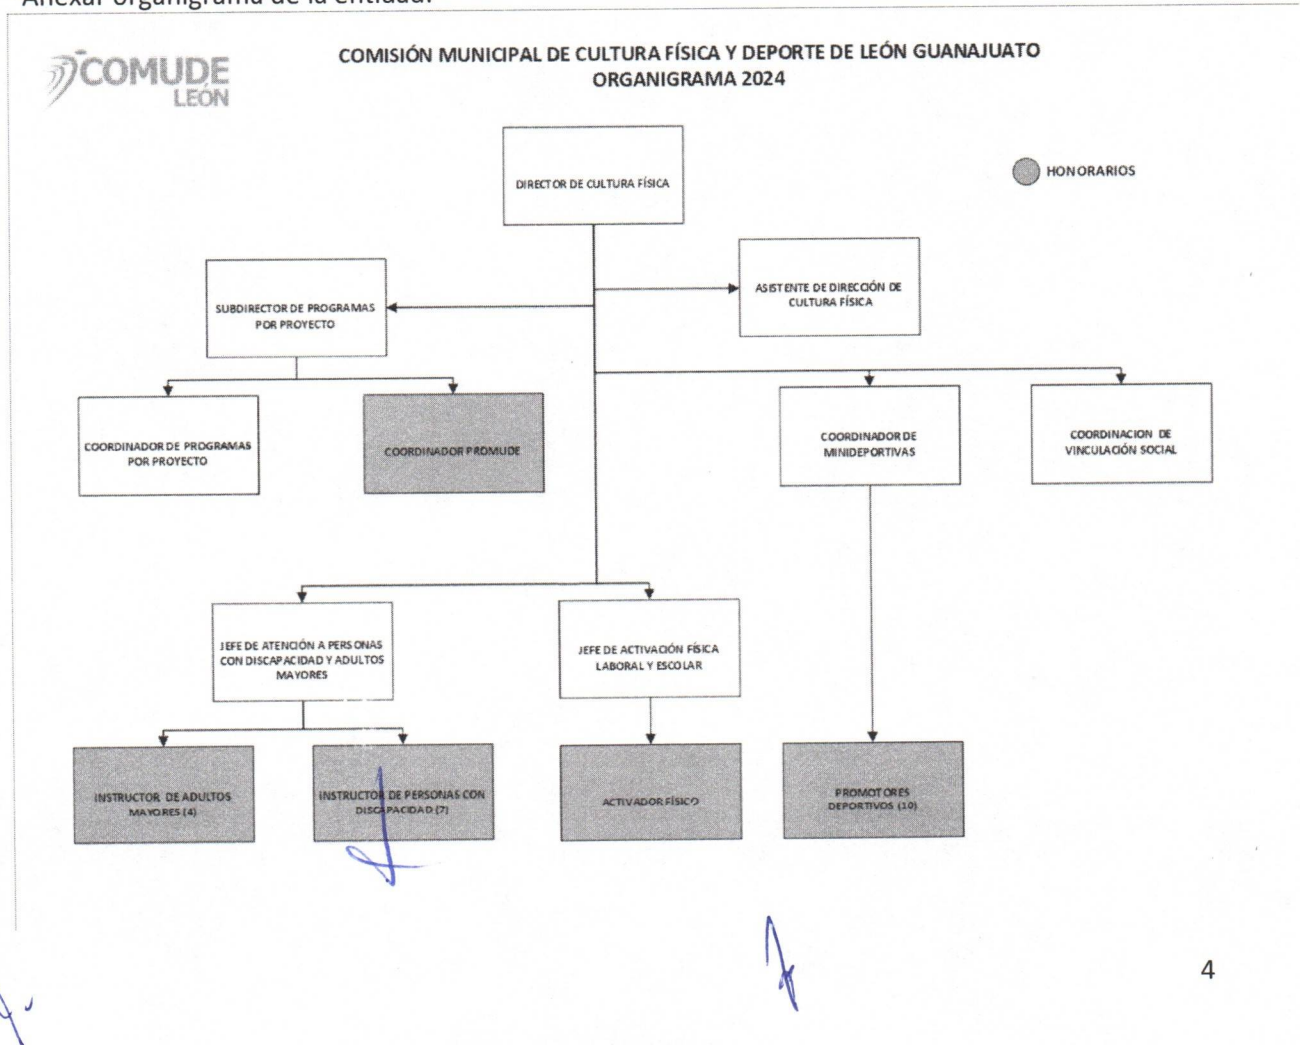 Anexar organigrama de la entidad.
COMUDE
LEÓN
COMISIÓN MUNICIPAL DE CULTURA FÍSICA Y DEPORTE DE LEÓN GUANAJUATO
ORGANIGRAMA 2024
DIRECTOR DE CULTURA FÍSICA
HONORARIOS
SUBDIRECTOR DE PROGRAMAS
POR PROYECTO
ASISTENTE DE DIRECCIÓN DE
CULTURA FÍSICA
COORDINADOR DE PROGRAMAS
POR PROYECTO
COORDINADOR PROMUDE
COORDINADOR DE
MINIDEPORTIVAS
COORDINACION DE
VINCULACIÓN SOCIAL
JEFE DE ATENCIÓN A PERSONAS
CON DISCAPACIDAD Y ADULTOS
MAYORES
JEFE DE ACTIVACIÓN FÍSICA
LABORAL Y ESCOLAR
INSTRUCTOR DE ADULTOS
MAYORES (4)
INSTRUCTOR DE PERSONAS CON
DISCAPACIDAD (7)
ACTIVADOR FÍSICO
PROMOTORES
DEPORTIVOS (10)
4